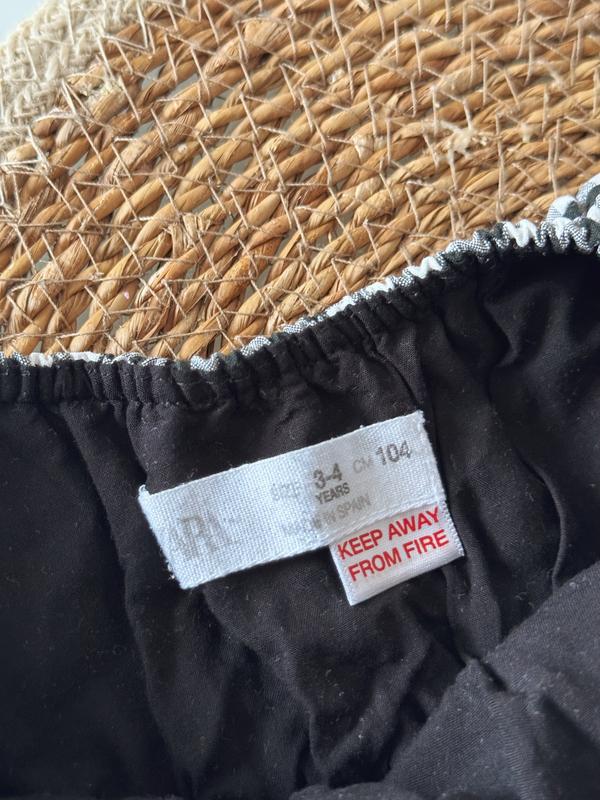 SIZE 3-4 CM 104
YEARS
MADE IN SPAIN
KEEP AWAY
FROM FIRE